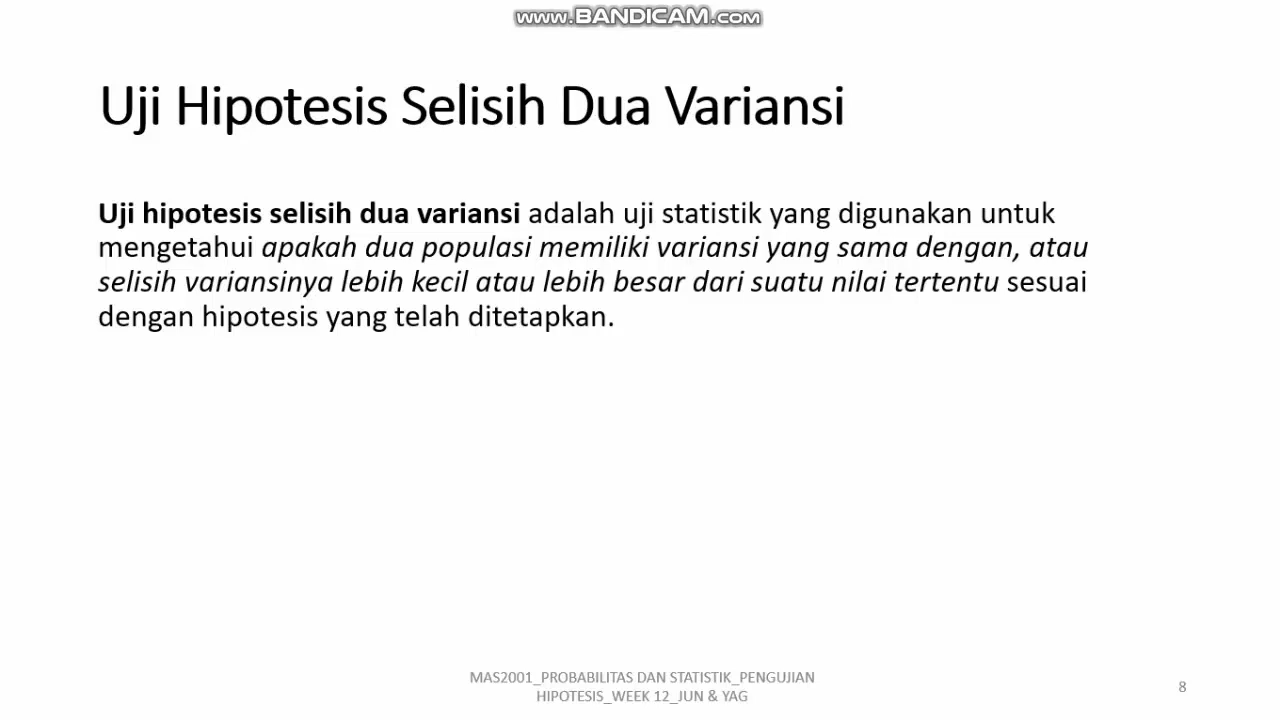 www.BANDICAM.COM
Uji Hipotesis Selisih Dua Variansi
Uji hipotesis selisih dua variansi adalah uji statistik yang digunakan untuk
mengetahui apakah dua populasi memiliki variansi yang sama dengan, atau
selisih variansinya lebih kecil atau lebih besar dari suatu nilai tertentu sesuai
dengan hipotesis yang telah ditetapkan.
MAS2001_PROBABILITAS DAN STATISTIK_PENGUJIAN
HIPOTESIS_WEEK 12_JUN & YAG
8